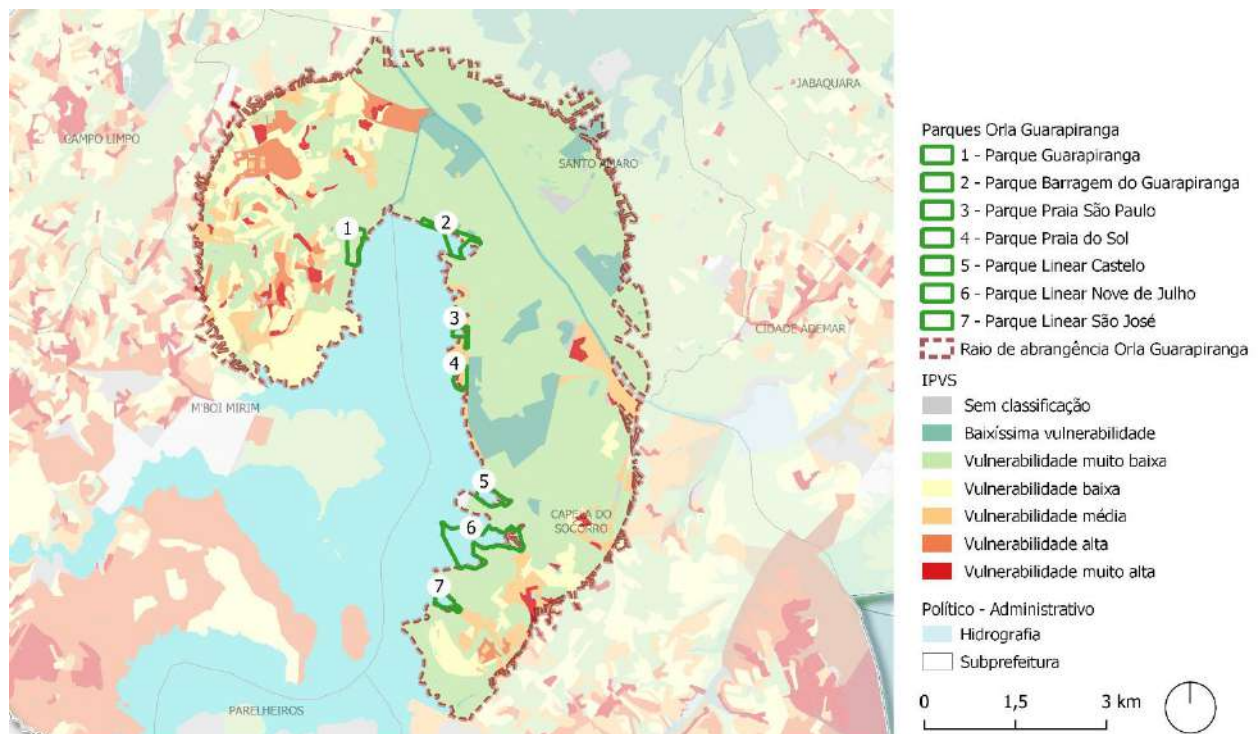 JABAQUARA
CAMPO LIMPO
SANTO AMARO
1
2
3
CIDADE ADEMAR
4
M'BOI MIRIM
5
CAPELA DO
SOCORRO
6
7
PARELHEIROS
Parques Orla Guarapiranga
1 - Parque Guarapiranga
2 - Parque Barragem do Guarapiranga
3 - Parque Praia São Paulo
4 - Parque Praia do Sol
5 - Parque Linear Castelo
6 - Parque Linear Nove de Julho
7 - Parque Linear São José
Raio de abrangência Orla Guarapiranga
IPVS
Sem classificação
Baixíssima vulnerabilidade
Vulnerabilidade muito baixa
Vulnerabilidade baixa
Vulnerabilidade média
Vulnerabilidade alta
Vulnerabilidade muito alta
Político - Administrativo
Hidrografia
Subprefeitura
0 1,5 3 km